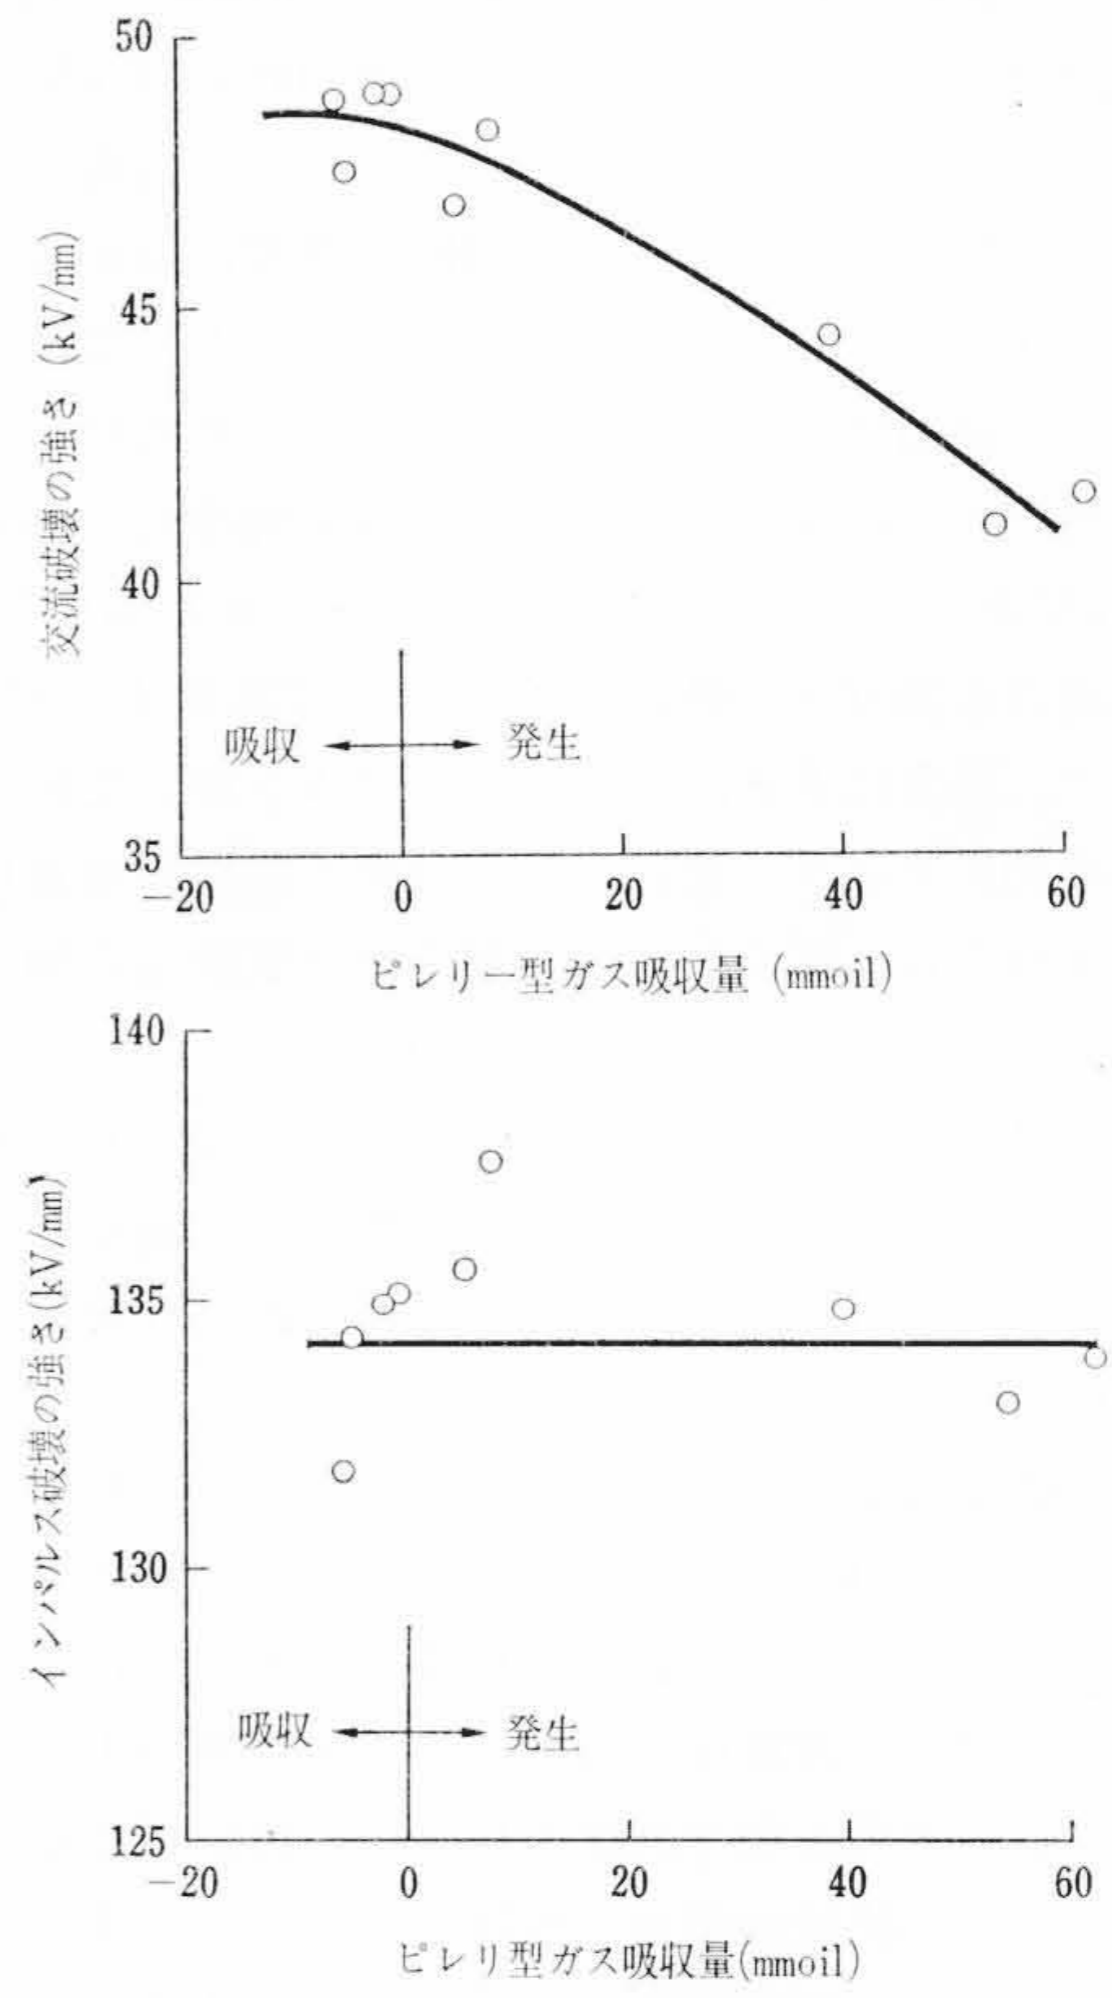 50
45
40
35
交流破壊の強さ (kV/mm)
吸収
発生
−20
0
20
40
60
ピレリー型ガス吸収量 (mmoil)
140
135
130
125
インパルス破壊の強さ(kV/mm)
吸収
発生
−20
0
20
40
60
ピレリ型ガス吸収量(mmoil)